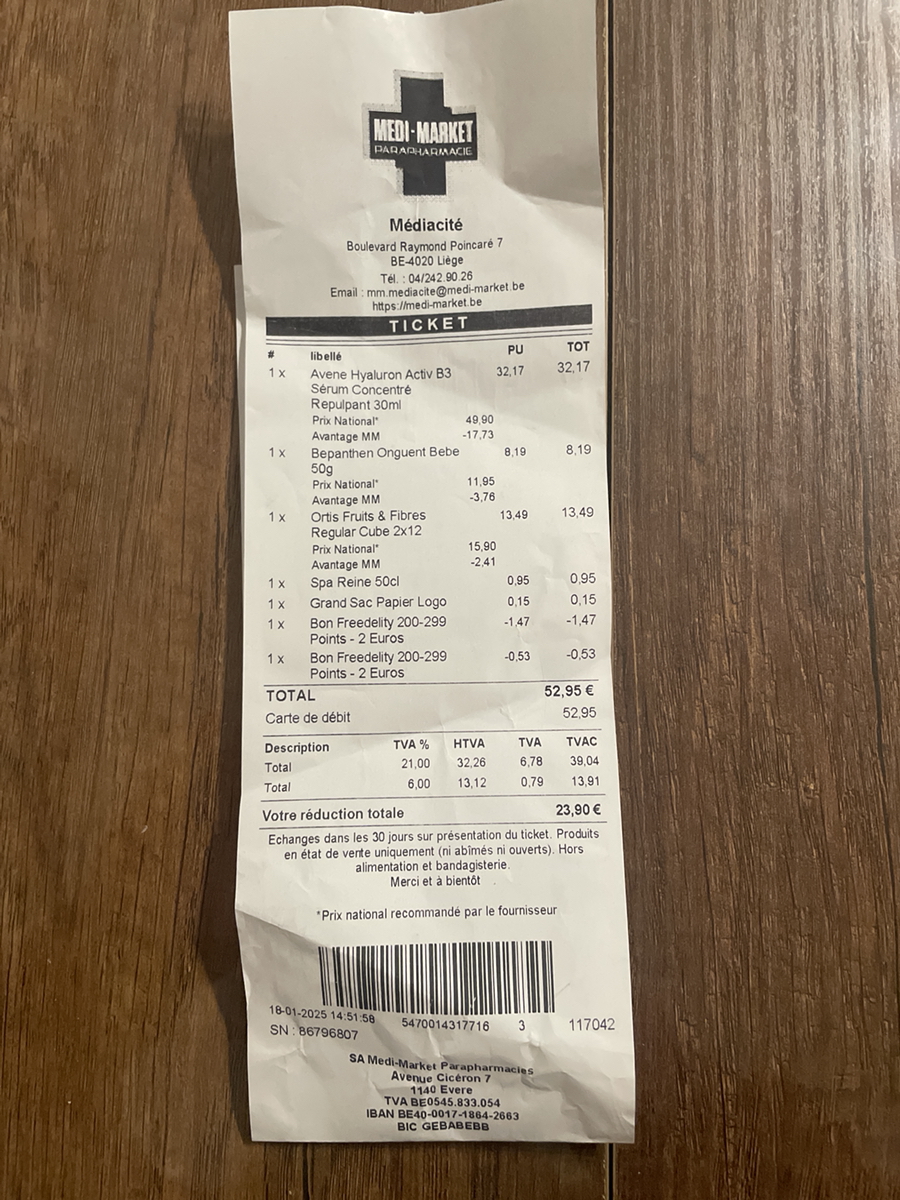 MEDI-MARKET
PARAPHARMACIE
Médiacité
Boulevard Raymond Poincaré 7
BE-4020 Liège
Tél. : 04/242.90.26
Email : mm.mediacite@medi-market.be
https://medi-market.be
TICKET
# libellé PU TOT
1 x Avene Hyaluron Activ B3 32,17 32,17
Sérum Concentré
Repulpant 30ml
Prix National* 49,90
Avantage MM -17,73
1 x Bepanthen Onguent Bebe 8,19 8,19
50g
Prix National* 11,95
Avantage MM -3,76
1 x Ortis Fruits & Fibres 13,49 13,49
Regular Cube 2x12
Prix National* 15,90
Avantage MM -2,41
1 x Spa Reine 50cl 0,95 0,95
1 x Grand Sac Papier Logo 0,15 0,15
1 x Bon Freedelity 200-299 -1,47 -1,47
Points - 2 Euros
1 x Bon Freedelity 200-299 -0,53 -0,53
Points - 2 Euros
TOTAL 52,95 €
Carte de débit 52,95
Description TVA % HTVA TVA TVAC
Total 21,00 32,26 6,78 39,04
Total 6,00 13,12 0,79 13,91
Votre réduction totale 23,90 €
Echanges dans les 30 jours sur présentation du ticket. Produits
en état de vente uniquement (ni abîmés ni ouverts). Hors
alimentation et bandagisterie.
Merci et à bientôt
*Prix national recommandé par le fournisseur
18-01-2025 14:51:58 5470014317716 3 117042
SN : 86796807
SA Medi-Market Parapharmacies
Avenue Cicéron 7
1140 Evere
TVA BE0545.833.054
IBAN BE40-0017-1864-2663
BIC GEBABEBB